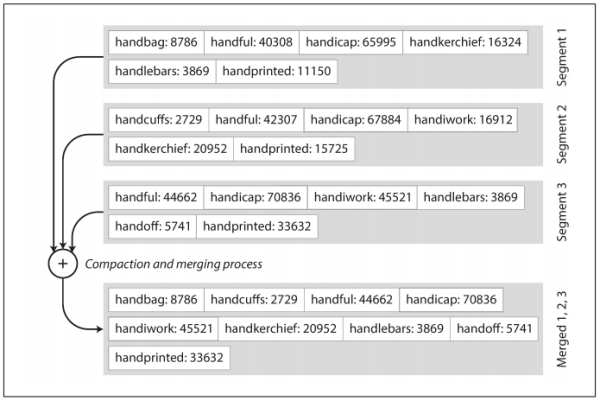 handbag: 8786 handful: 40308 handicap: 65995 handkerchief: 16324
handlebars: 3869 handprinted: 11150
Segment 1
handcuffs: 2729 handful: 42307 handicap: 67884 handiwork: 16912
handkerchief: 20952 handprinted: 15725
Segment 2
handful: 44662 handicap: 70836 handiwork: 45521 handlebars: 3869
handoff: 5741 handprinted: 33632
Segment 3
+ Compaction and merging process
handbag: 8786 handcuffs: 2729 handful: 44662 handicap: 70836
handiwork: 45521 handkerchief: 20952 handlebars: 3869 handoff: 5741
handprinted: 33632
Merged 1, 2, 3